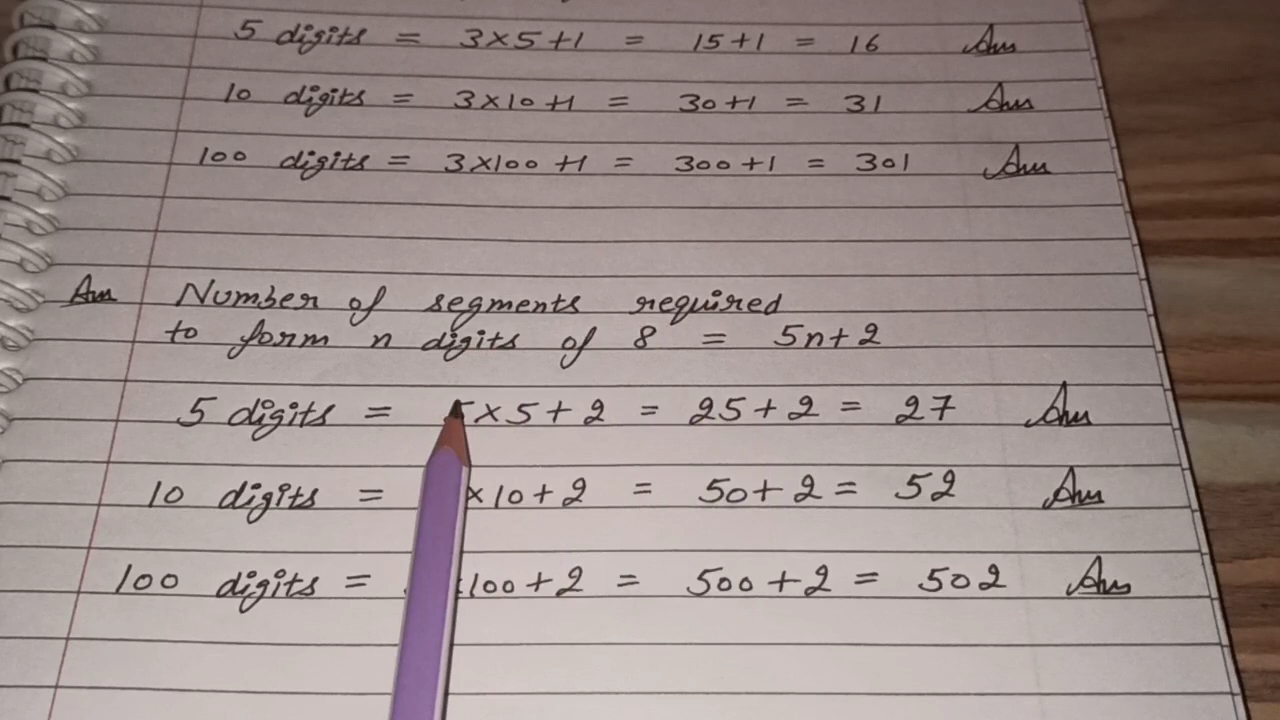 5 digits = 3×5+1 = 15+1 = 16 Ans
10 digits = 3×10+1 = 30+1 = 31 Ans
100 digits = 3×100+1 = 300+1 = 301 Ans
Ans Number of segments required
to form n digits of 8 = 5n+2
5 digits = 5×5+2 = 25+2 = 27 Ans
10 digits = ×10+2 = 50+2 = 52 Ans
100 digits = 100+2 = 500+2 = 502 Ans